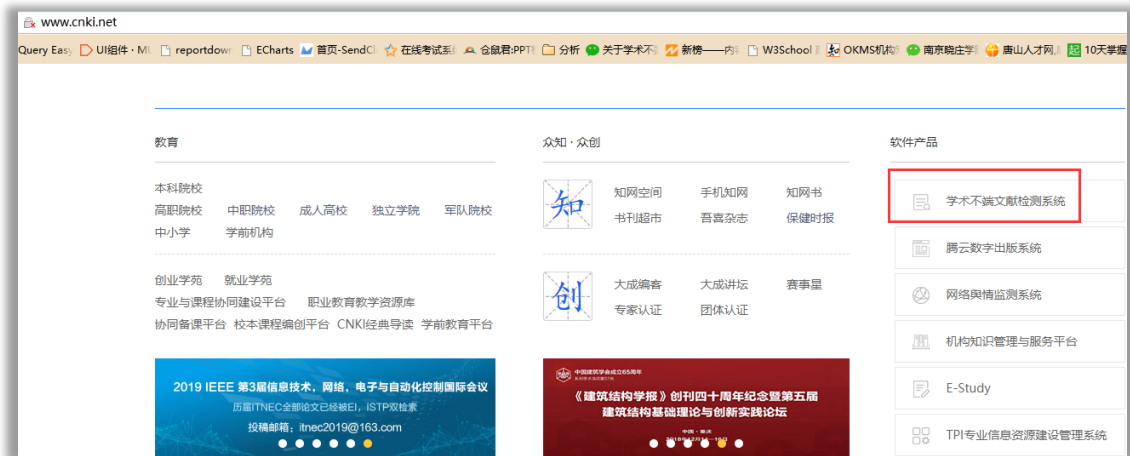 www.cnki.net
Query Easy UI组件·MU reportdow ECharts 首页-SendCl 在线考试系 仓鼠君:PPT 分析 关于学术不 新榜——内 W3School OKMS机构 南京晓庄学 唐山人才网, 起 10天掌握
教育
本科院校
高职院校 中职院校 成人高校 独立学院 军队院校
中小学 学前机构
创业学苑 就业学苑
专业与课程协同建设平台 职业教育教学资源库
协同备课平台 校本课程编创平台 CNKI经典导读 学前教育平台
2019 IEEE 第3届信息技术，网络，电子与自动化控制国际会议
历届ITNEC全部论文已经被EI，ISTP双检索
投稿邮箱：itnec2019@163.com
众知·众创
知
知网空间 手机知网 知网书
书刊超市 吾喜杂志 保健时报
创
大成编客 大成讲坛 赛事星
专家认证 团体认证
中国建筑学会成立65周年
《建筑结构学报》创刊四十周年纪念暨第五届
建筑结构基础理论与创新实践论坛
中国·重庆
软件产品
学术不端文献检测系统
腾云数字出版系统
网络舆情监测系统
机构知识管理与服务平台
E-Study
TPI专业信息资源建设管理系统